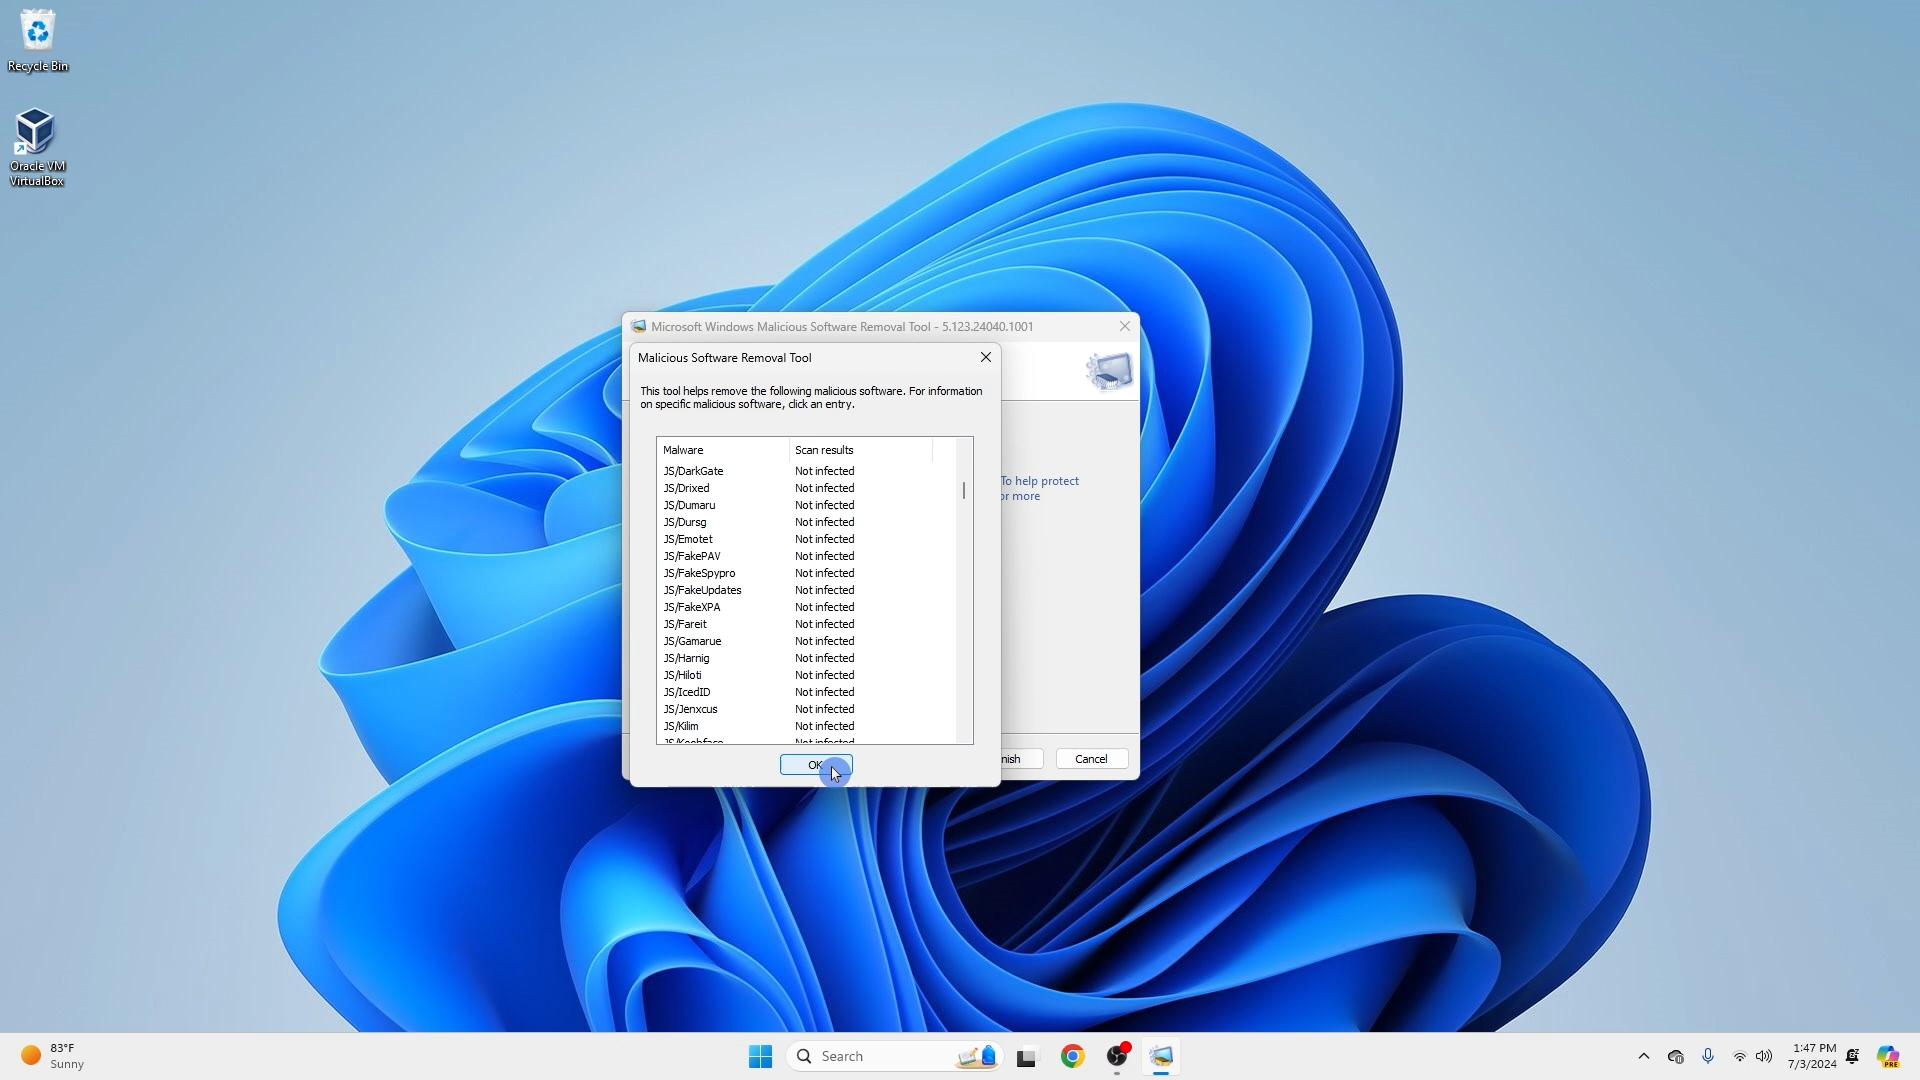 Recycle Bin
Oracle VM
VirtualBox
Microsoft Windows Malicious Software Removal Tool - 5.123.24040.1001
Malicious Software Removal Tool
This tool helps remove the following malicious software. For information
on specific malicious software, click an entry.
Malware Scan results
JS/DarkGate Not infected
JS/Drixed Not infected
JS/Dumaru Not infected
JS/Dursg Not infected
JS/Emotet Not infected
JS/FakePAV Not infected
JS/FakeSpypro Not infected
JS/FakeUpdates Not infected
JS/FakeXPA Not infected
JS/Fareit Not infected
JS/Gamarue Not infected
JS/Harnig Not infected
JS/Hiloti Not infected
JS/IcedID Not infected
JS/Jenxcus Not infected
JS/Kilim Not infected
JS/Koobface Not infected
To help protect
or more
OK
nish
Cancel
83°F
Sunny
Search
PRE
1:47 PM
7/3/2024